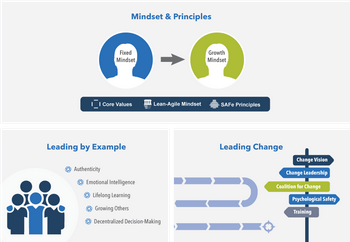 Mindset & Principles
Fixed
Mindset
Growth
Mindset
Core Values
Lean-Agile Mindset
SAFe Principles
Leading by Example
Authenticity
Emotional Intelligence
Lifelong Learning
Growing Others
Decentralized Decision-Making
Leading Change
Change Vision
Change Leadership
Coalition for Change
Psychological Safety
Training